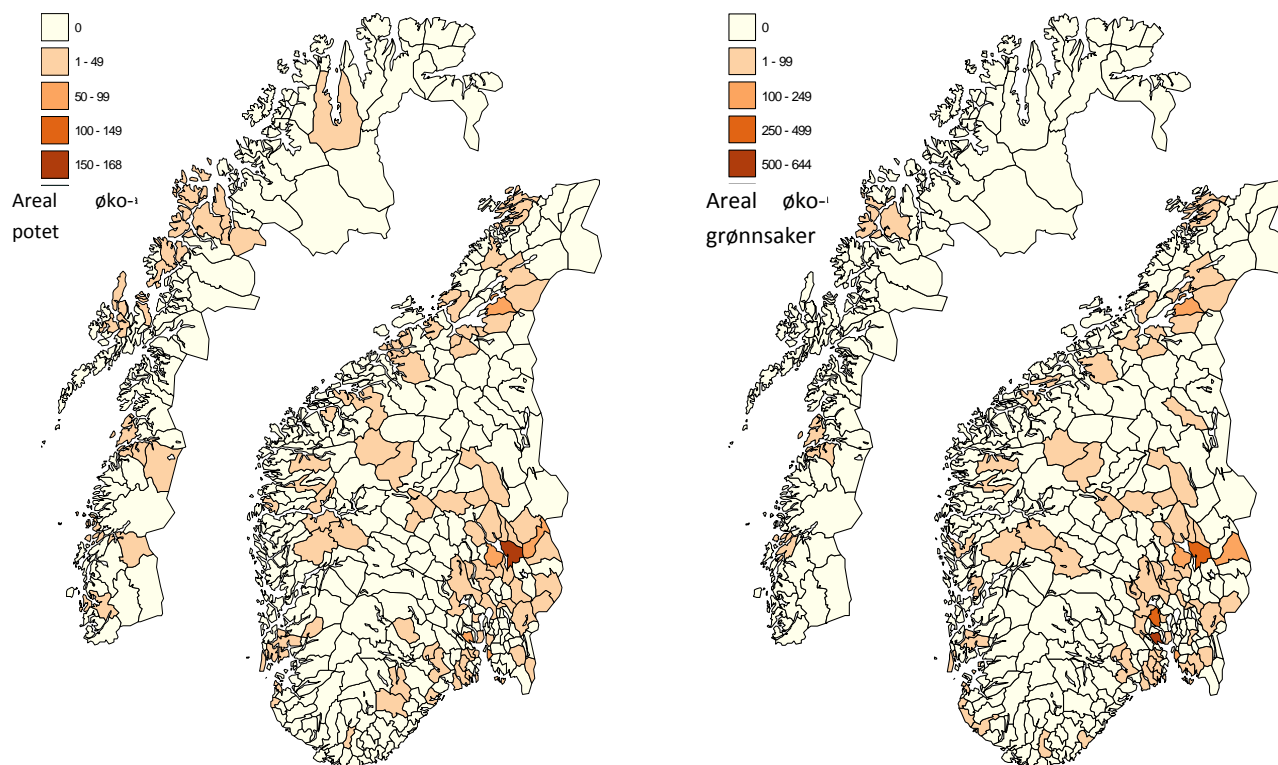 0
1 - 49
50 - 99
100 - 149
150 - 168
Areal øko-
potet
0
1 - 99
100 - 249
250 - 499
500 - 644
Areal øko-
grønnsaker